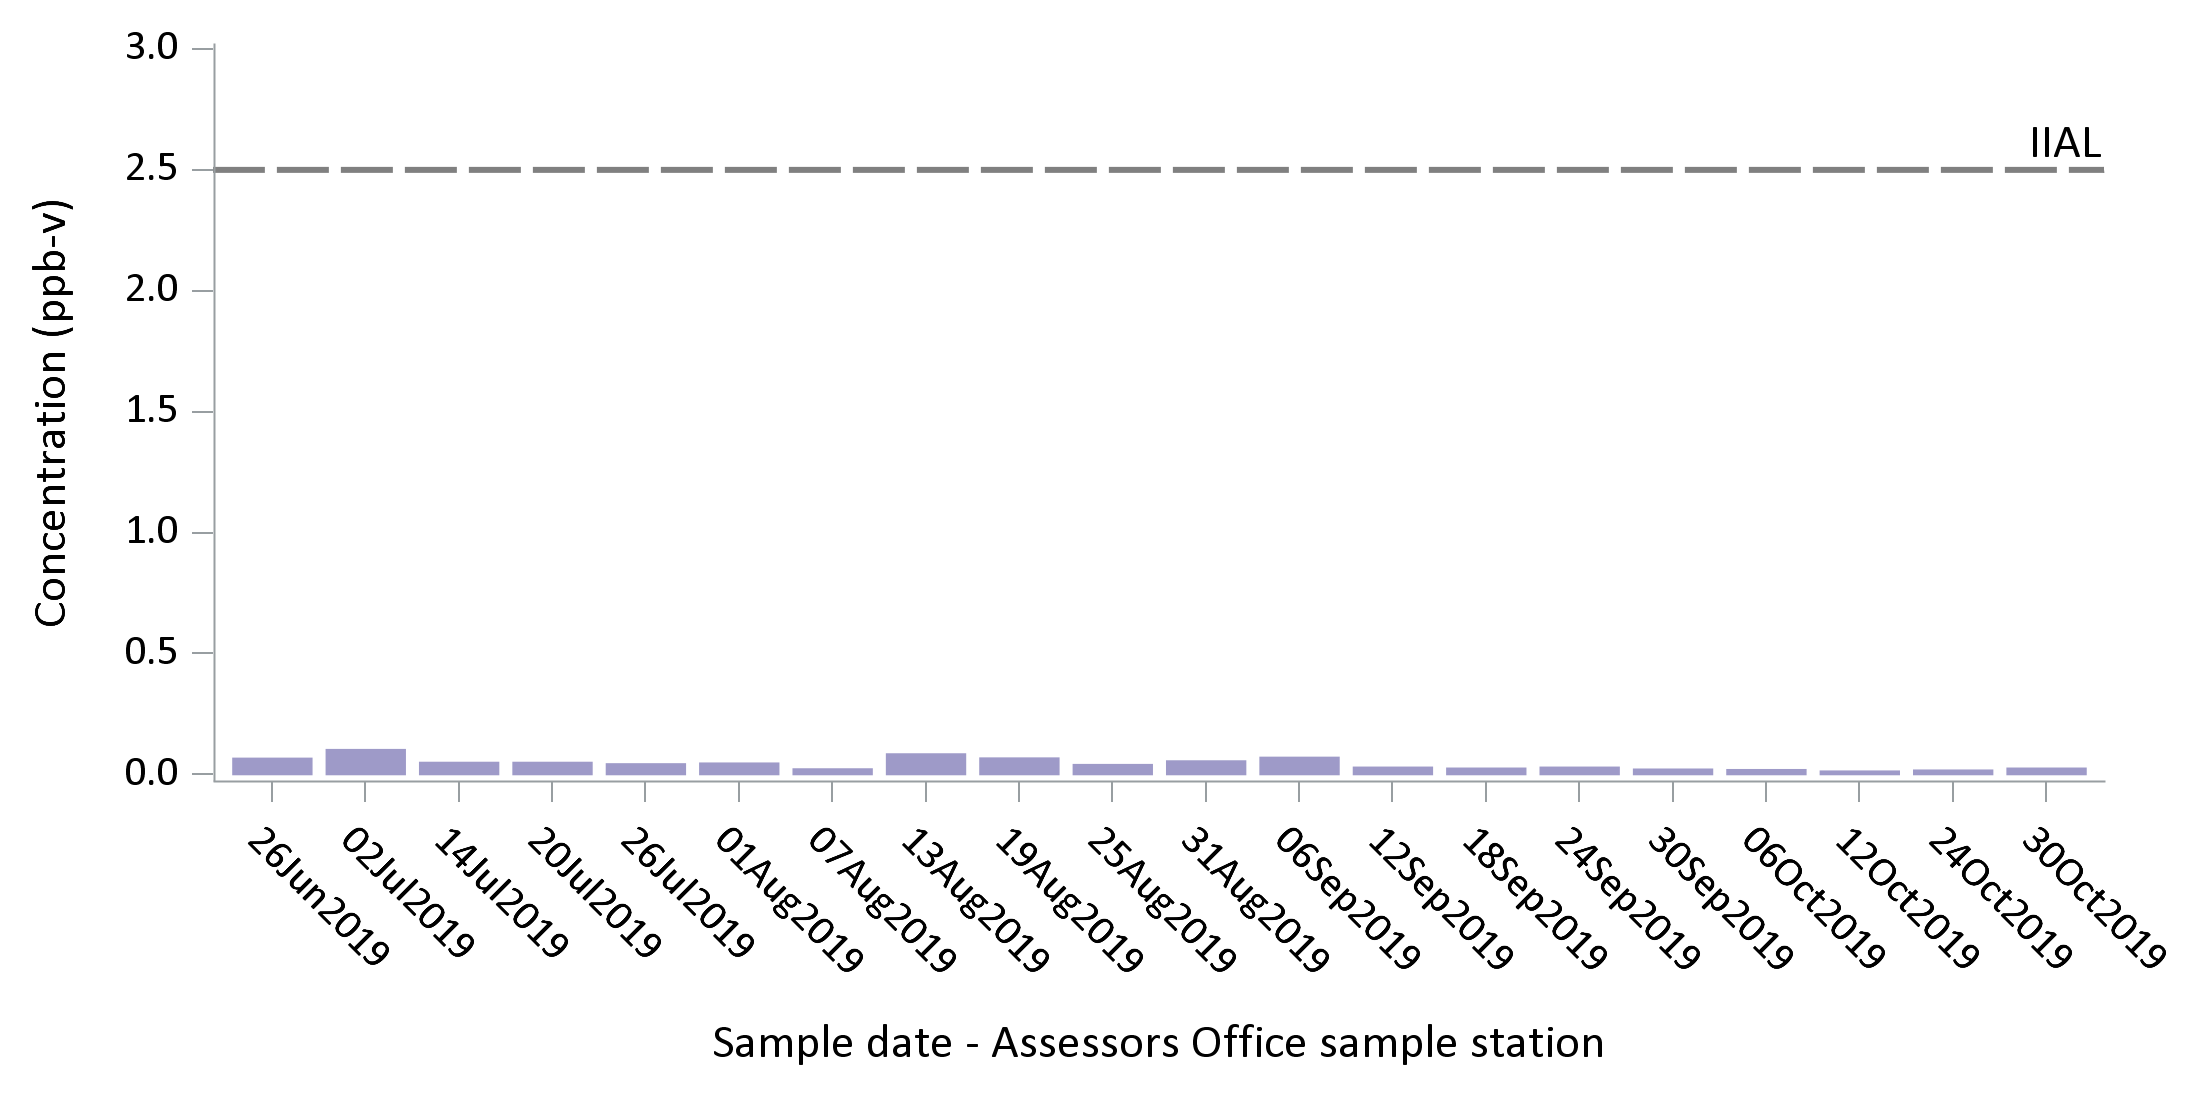 3.0
IIAL
2.5
2.0
1.5
1.0
0.5
0.0
Concentration (ppb-v)
26Jun2019
02Jul2019
14Jul2019
20Jul2019
26Jul2019
01Aug2019
07Aug2019
13Aug2019
19Aug2019
25Aug2019
31Aug2019
06Sep2019
12Sep2019
18Sep2019
24Sep2019
30Sep2019
06Oct2019
12Oct2019
24Oct2019
30Oct2019
Sample date - Assessors Office sample station